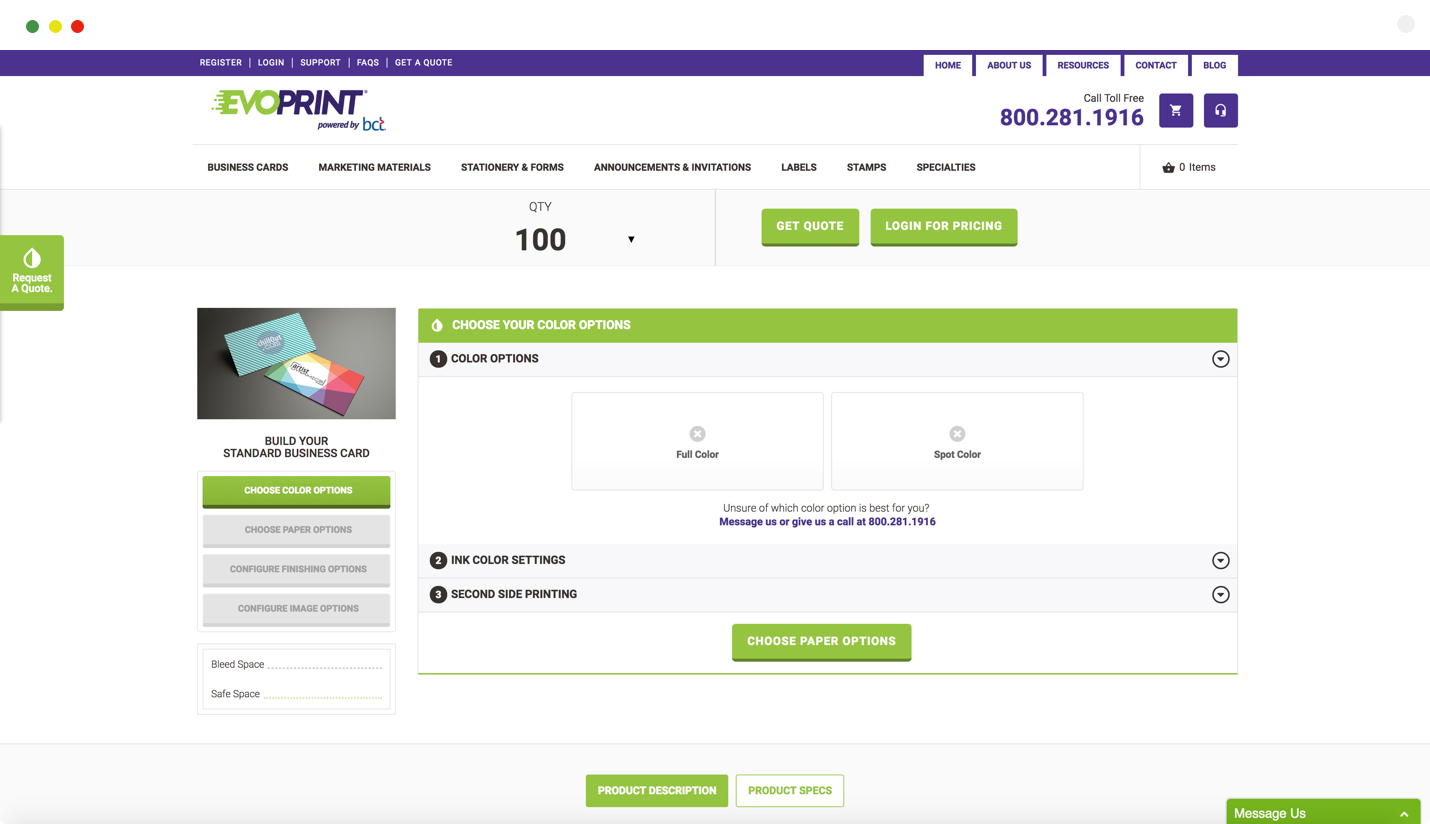 REGISTER | LOGIN | SUPPORT | FAQS | GET A QUOTE
HOME ABOUT US RESOURCES CONTACT BLOG
EVOPRINT®
powered by bct.
Call Toll Free
800.281.1916
BUSINESS CARDS MARKETING MATERIALS STATIONERY & FORMS ANNOUNCEMENTS & INVITATIONS LABELS STAMPS SPECIALTIES 0 Items
QTY
100
GET QUOTE LOGIN FOR PRICING
Request
A Quote.
chillOut
artist
BUILD YOUR
STANDARD BUSINESS CARD
CHOOSE COLOR OPTIONS
CHOOSE PAPER OPTIONS
CONFIGURE FINISHING OPTIONS
CONFIGURE IMAGE OPTIONS
Bleed Space
Safe Space
CHOOSE YOUR COLOR OPTIONS
1 COLOR OPTIONS
Full Color Spot Color
Unsure of which color option is best for you?
Message us or give us a call at 800.281.1916
2 INK COLOR SETTINGS
3 SECOND SIDE PRINTING
CHOOSE PAPER OPTIONS
PRODUCT DESCRIPTION PRODUCT SPECS
Message Us